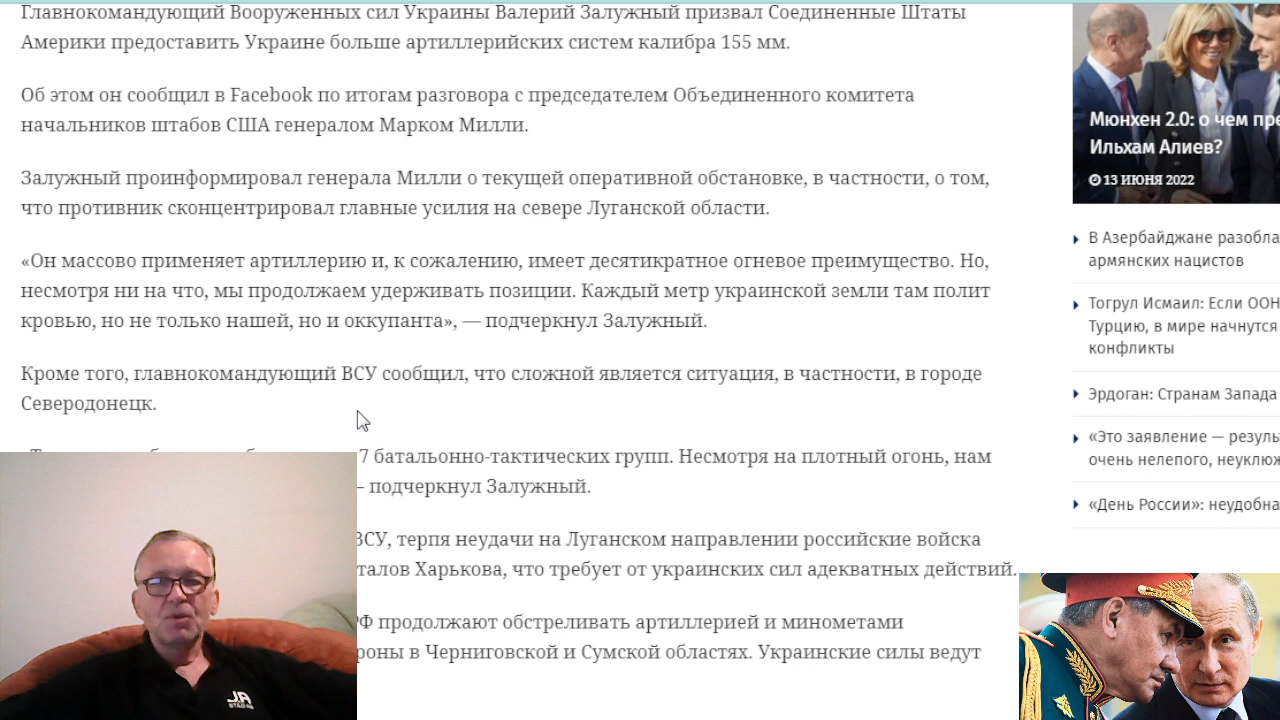 Главнокомандующий Вооруженных сил Украины Валерий Залужный призвал Соединенные Штаты
Америки предоставить Украине больше артиллерийских систем калибра 155 мм.
Об этом он сообщил в Facebook по итогам разговора с председателем Объединенного комитета
начальников штабов США генералом Марком Милли.
Залужный проинформировал генерала Милли о текущей оперативной обстановке, в частности, о том,
что противник сконцентрировал главные усилия на севере Луганской области.
«Он массово применяет артиллерию и, к сожалению, имеет десятикратное огневое преимущество. Но,
несмотря ни на что, мы продолжаем удерживать позиции. Каждый метр украинской земли там полит
кровью, но не только нашей, но и оккупанта», — подчеркнул Залужный.
Кроме того, главнокомандующий ВСУ сообщил, что сложной является ситуация, в частности, в городе
Северодонецк.
7 батальонно-тактических групп. Несмотря на плотный огонь, нам
– подчеркнул Залужный.
ВСУ, терпя неудачи на Луганском направлении российские войска
талов Харькова, что требует от украинских сил адекватных действий.
РФ продолжают обстреливать артиллерией и минометами
роны в Черниговской и Сумской областях. Украинские силы ведут
Мюнхен 2.0: о чем пре
Ильхам Алиев?
13 ИЮНЯ 2022
В Азербайджане разобла
армянских нацистов
Тогрул Исмаил: Если ООН
Турцию, в мире начнутся
конфликты
Эрдоган: Странам Запада
«Это заявление — резуль
очень нелепого, неуклюж
«День России»: неудобна
JA